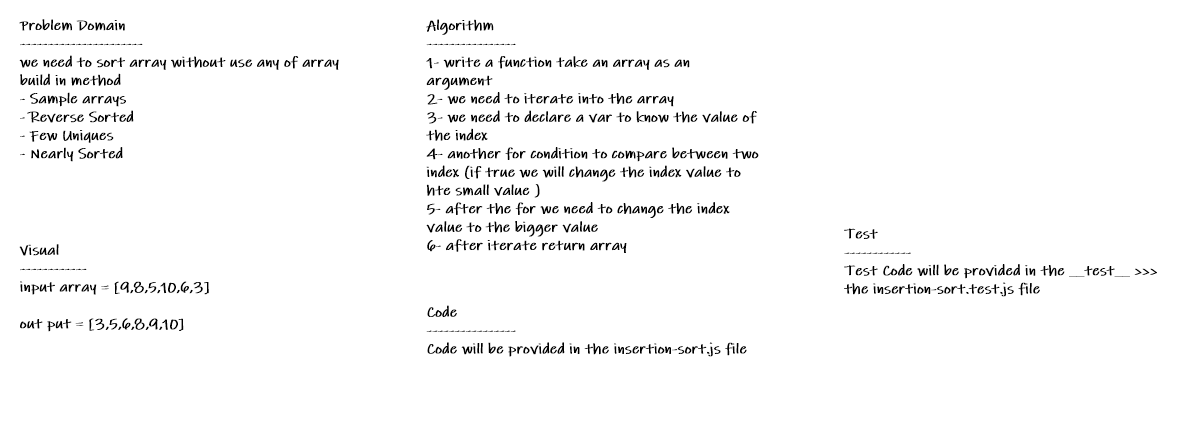 Problem Domain
----------------------
we need to sort array without use any of array
build in method
- Sample arrays
- Reverse Sorted
- Few Uniques
- Nearly Sorted
Visual
------------
input array = [9,8,5,10,6,3]
out put = [3,5,6,8,9,10]
Algorithm
----------------
1- write a function take an array as an
argument
2- we need to iterate into the array
3- we need to declare a var to know the value of
the index
4- another for condition to compare between two
index (if true we will change the index value to
hte small value )
5- after the for we need to change the index
value to the bigger value
6- after iterate return array
Code
----------------
Code will be provided in the insertion-sort.js file
Test
------------
Test Code will be provided in the __test__ >>>
the insertion-sort.test.js file